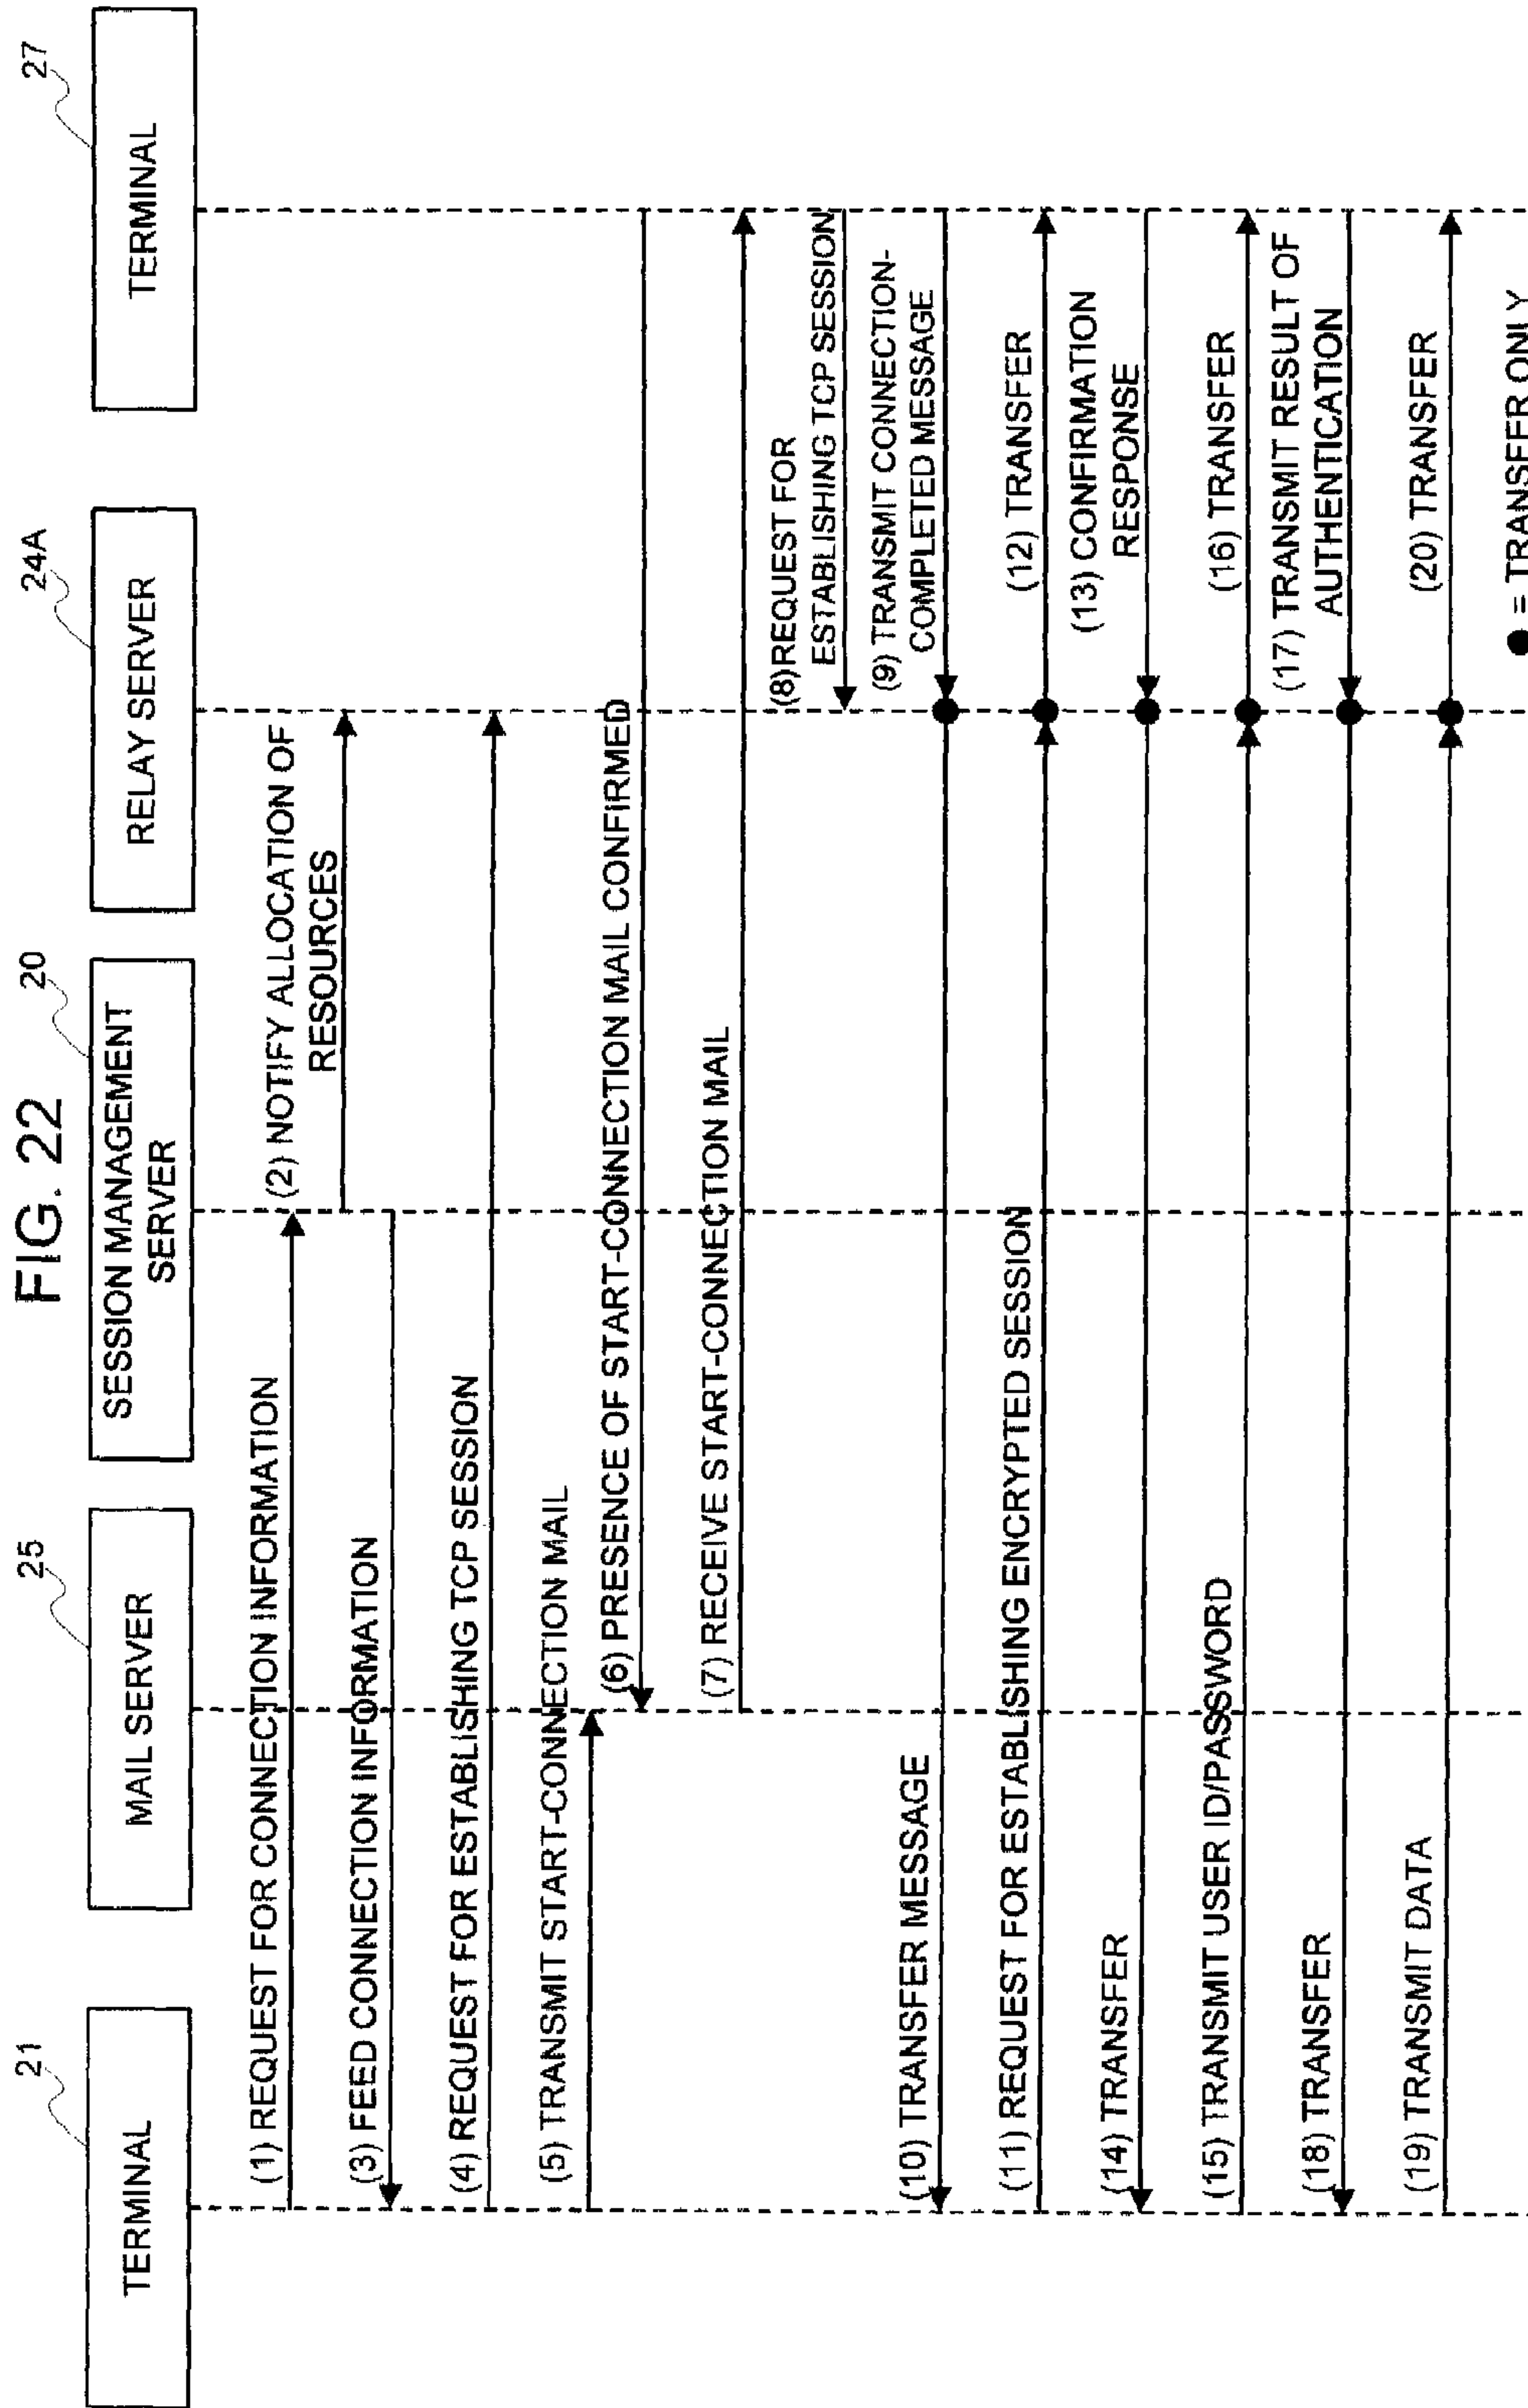 FIG. 22
21
25
20
24A
27
TERMINAL
MAIL SERVER
SESSION MANAGEMENT
SERVER
RELAY SERVER
TERMINAL
(1) REQUEST FOR CONNECTION INFORMATION
(2) NOTIFY ALLOCATION OF
RESOURCES
(3) FEED CONNECTION INFORMATION
(4) REQUEST FOR ESTABLISHING TCP SESSION
(5) TRANSMIT START-CONNECTION MAIL
(6) PRESENCE OF START-CONNECTION MAIL CONFIRMED
(7) RECEIVE START-CONNECTION MAIL
(8)REQUEST FOR
ESTABLISHING TCP SESSION
(9) TRANSMIT CONNECTION-
COMPLETED MESSAGE
(10) TRANSFER MESSAGE
(11) REQUEST FOR ESTABLISHING ENCRYPTED SESSION
(12) TRANSFER
(13) CONFIRMATION
RESPONSE
(14) TRANSFER
(15) TRANSMIT USER ID/PASSWORD
(16) TRANSFER
(17) TRANSMIT RESULT OF
AUTHENTICATION
(18) TRANSFER
(19) TRANSMIT DATA
(20) TRANSFER
● = TRANSFER ONLY